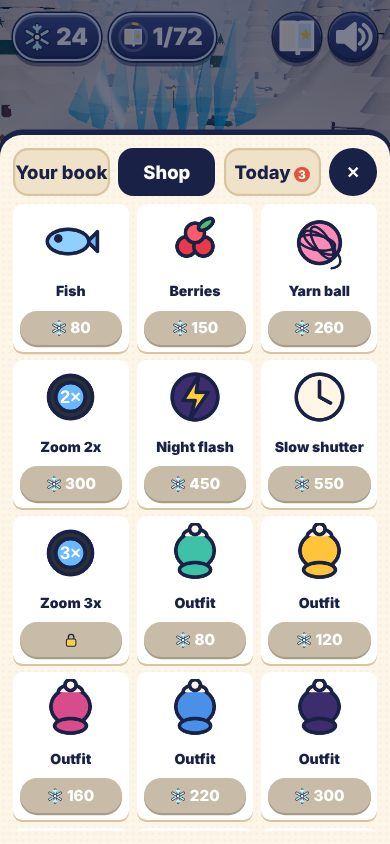 24
1/72
Your book
Shop
Today 3
×
Fish
Berries
Yarn ball
80
150
260
2×
Zoom 2x
Night flash
Slow shutter
300
450
550
3×
Zoom 3x
Outfit
Outfit
80
120
Outfit
Outfit
Outfit
160
220
300